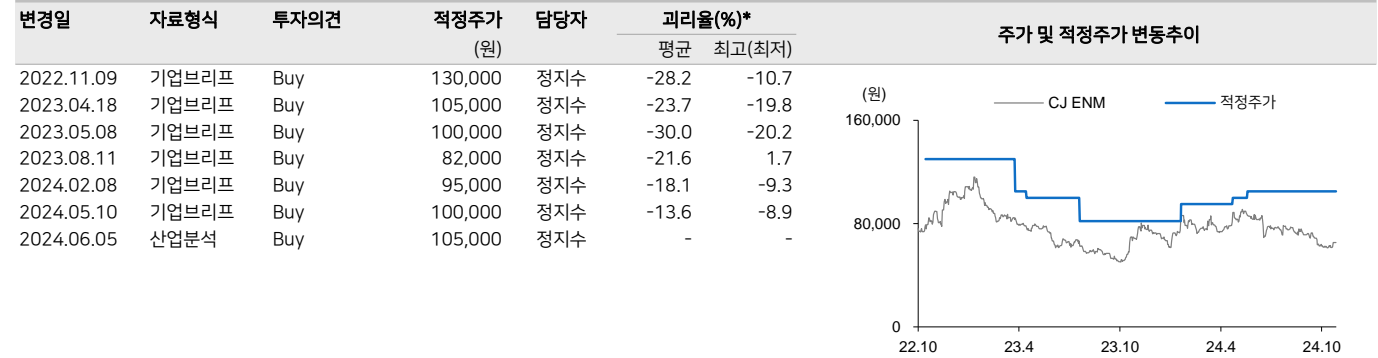 변경일 자료형식 투자의견 적정주가 담당자 괴리율(%)* 주가 및 적정주가 변동추이
(원) 평균 최고(최저)
2022.11.09 기업브리프 Buy 130,000 정지수 -28.2 -10.7
2023.04.18 기업브리프 Buy 105,000 정지수 -23.7 -19.8
2023.05.08 기업브리프 Buy 100,000 정지수 -30.0 -20.2
2023.08.11 기업브리프 Buy 82,000 정지수 -21.6 1.7
2024.02.08 기업브리프 Buy 95,000 정지수 -18.1 -9.3
2024.05.10 기업브리프 Buy 100,000 정지수 -13.6 -8.9
2024.06.05 산업분석 Buy 105,000 정지수 - -
(원) CJ ENM 적정주가
160,000
80,000
0
22.10 23.4 23.10 24.4 24.10